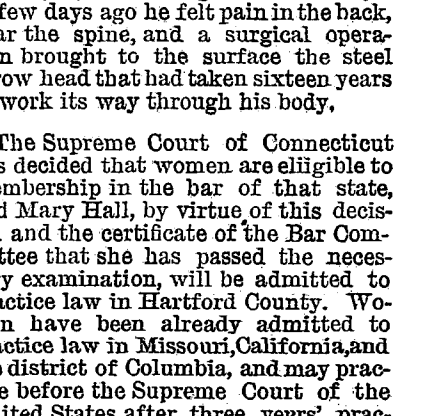 few days ago he felt pain in the back,
ar the spine, and a surgical opera-
n brought to the surface the steel
row head that had taken sixteen years
work its way through his body.
The Supreme Court of Connecticut
s decided that women are eliigible to
embership in the bar of that state,
d Mary Hall, by virtue of this decis-
. and the certificate of the Bar Com-
ttee that she has passed the neces-
ry examination, will be admitted to
actice law in Hartford County. Wo-
n have been already admitted to
actice law in Missouri,California,and
district of Columbia, and may prac-
e before the Supreme Court of the
ited States after three years' prac-